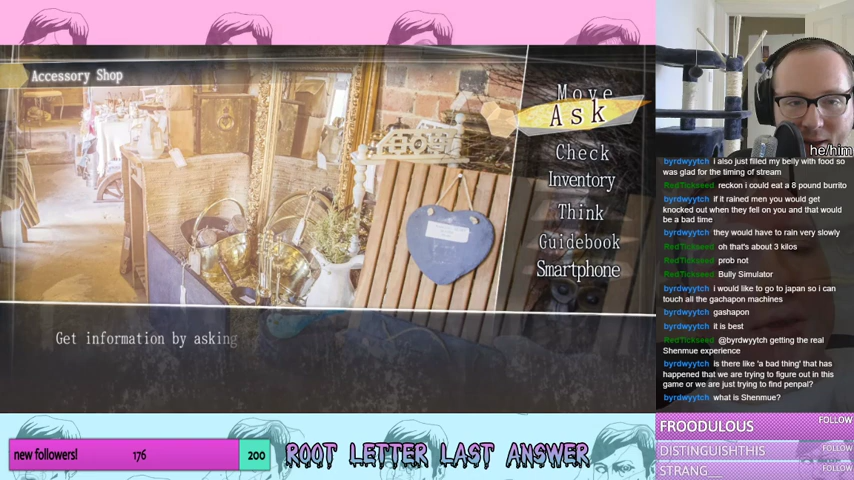 Accessory Shop
Move
Ask
Check
Inventory
Think
Guidebook
Smartphone
Get information by asking
he/him
byrdwyytch i also just filled my belly with food so
was glad for the timing of stream
RedTickseed reckon i could eat a 8 pound burrito
byrdwyytch if it rained men you would get
knocked out when they fell on you and that would
be a bad time
byrdwyytch they would have to rain very slowly
RedTickseed oh that's about 3 kilos
RedTickseed prob not
RedTickseed Bully Simulator
byrdwyytch i would like to go to japan so i can
touch all the gachapon machines
byrdwyytch gashapon
byrdwyytch it is best
RedTickseed @byrdwyytch getting the real
Shenmue experience
byrdwyytch is there like 'a bad thing' that has
happened that we are trying to figure out in this
game or we are just trying to find penpal?
byrdwyytch what is Shenmue?
FROODULOUS FOLLOW
DISTINGUISHTHIS FOLLOW
STRANG__ FOLLOW
new followers! 176 200
ROOT LETTER LAST ANSWER